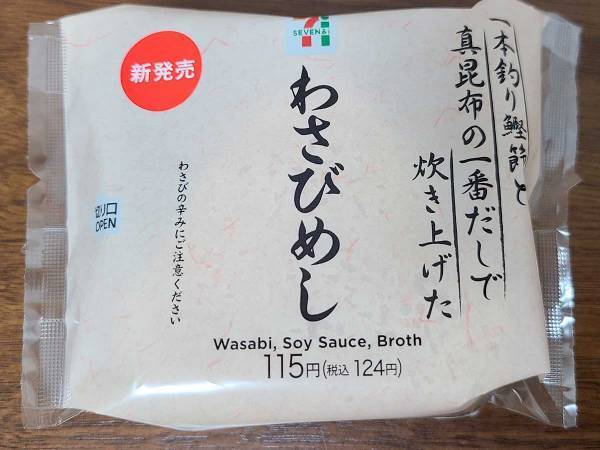 SEVEN&i
新発売
一本釣り鰹節と
真昆布の一番だしで
炊き上げた
わさびめし
わさびの辛みにご注意ください
切り口
OPEN
Wasabi, Soy Sauce, Broth
115円(税込124円)